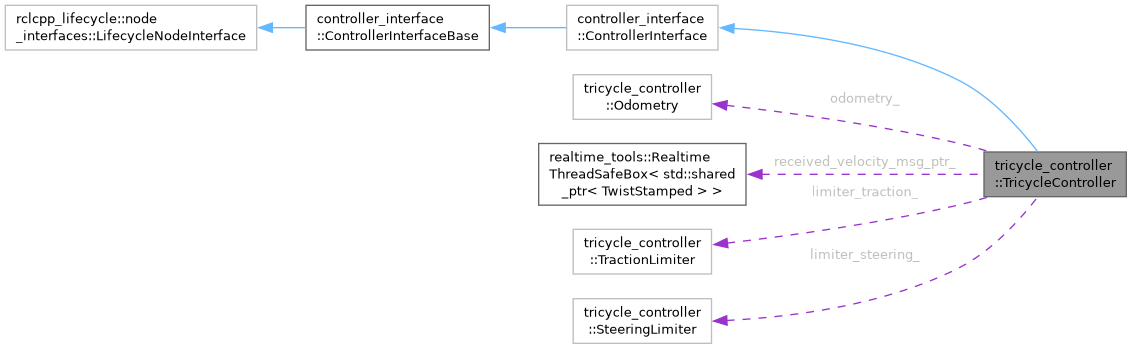 rclcpp_lifecycle::node
_interfaces::LifecycleNodeInterface
controller_interface
::ControllerInterfaceBase
controller_interface
::ControllerInterface
tricycle_controller
::Odometry
odometry_
realtime_tools::Realtime
ThreadSafeBox< std::shared
_ptr< TwistStamped > >
received_velocity_msg_ptr_
tricycle_controller
::TricycleController
limiter_traction_
tricycle_controller
::TractionLimiter
limiter_steering_
tricycle_controller
::SteeringLimiter